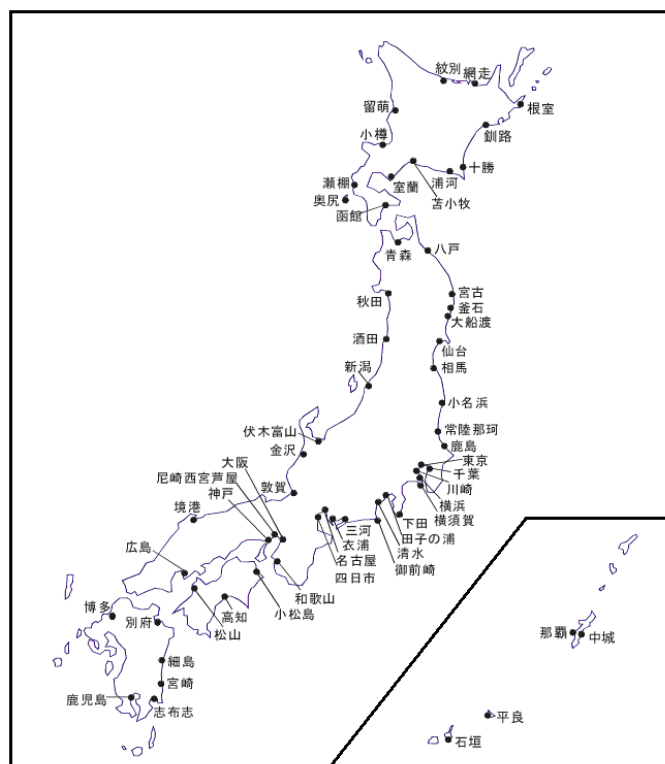 紋別
網走
根室
留萌
釧路
小樽
十勝
瀬棚
室蘭
浦河
奥尻
苫小牧
函館
青森
八戸
秋田
宮古
釜石
大船渡
酒田
仙台
新潟
相馬
小名浜
伏木富山
常陸那珂
金沢
鹿島
大阪
東京
尼崎西宮芦屋
千葉
神戸
敦賀
川崎
境港
横浜
横須賀
三河
下田
衣浦
田子の浦
名古屋
清水
四日市
御前崎
広島
和歌山
小松島
高知
松山
博多
別府
細島
宮崎
鹿児島
志布志
那覇
中城
平良
石垣